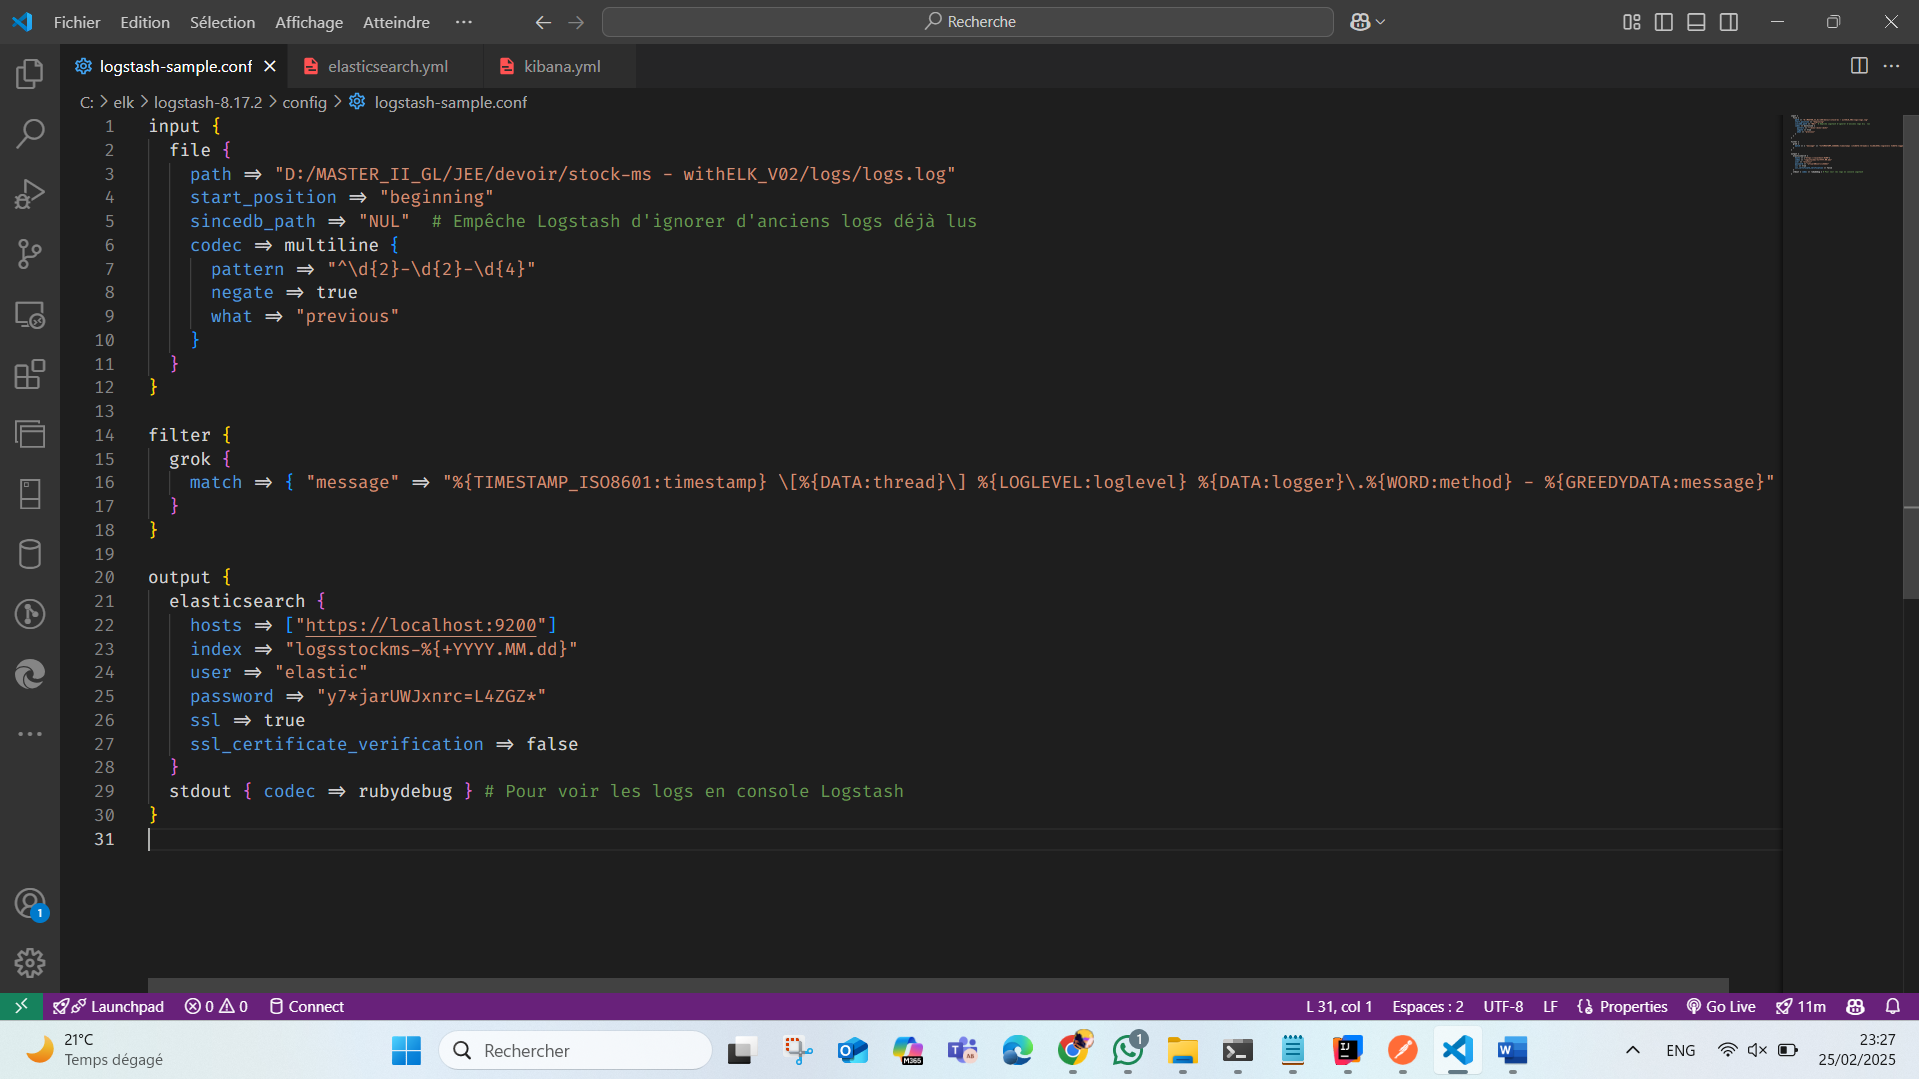 Fichier Edition Sélection Affichage Atteindre ··· Recherche
logstash-sample.conf elasticsearch.yml kibana.yml
C: > elk > logstash-8.17.2 > config > logstash-sample.conf
1 input {
2 file {
3 path => "D:/MASTER_II_GL/JEE/devoir/stock-ms - withELK_V02/logs/logs.log"
4 start_position => "beginning"
5 sincedb_path => "NUL" # Empêche Logstash d'ignorer d'anciens logs déjà lus
6 codec => multiline {
7 pattern => "^\d{2}-\d{2}-\d{4}"
8 negate => true
9 what => "previous"
10 }
11 }
12 }
13
14 filter {
15 grok {
16 match => { "message" => "%{TIMESTAMP_ISO8601:timestamp} \[%{DATA:thread}\] %{LOGLEVEL:loglevel} %{DATA:logger}\.%{WORD:method} - %{GREEDYDATA:message}"
17 }
18 }
19
20 output {
21 elasticsearch {
22 hosts => ["https://localhost:9200"]
23 index => "logsstockms-%{+YYYY.MM.dd}"
24 user => "elastic"
25 password => "y7*jarUWJxnrc=L4ZGZ*"
26 ssl => true
27 ssl_certificate_verification => false
28 }
29 stdout { codec => rubydebug } # Pour voir les logs en console Logstash
30 }
31
1
Launchpad 0 0 Connect L 31, col 1 Espaces : 2 UTF-8 LF {} Properties Go Live 11m
21°C
Temps dégagé
Rechercher
M365
1
ENG
23:27
25/02/2025